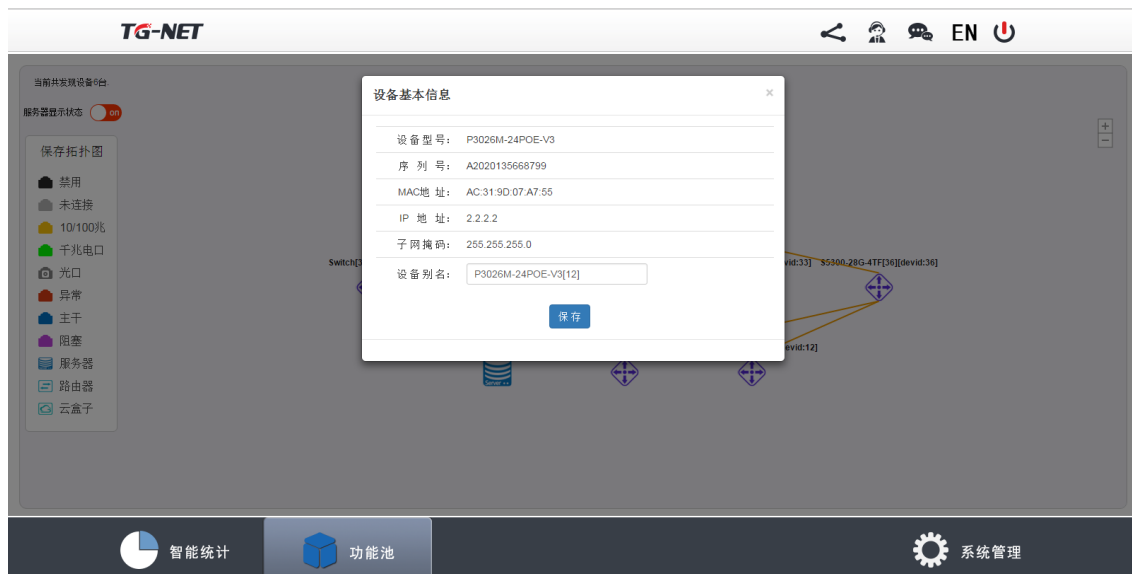 TG-NET
EN
当前共发现设备6台
服务器显示状态 on
保存拓扑图
禁用
未连接
10/100兆
千兆电口
光口
异常
主干
阻塞
服务器
路由器
云盒子
设备基本信息 ×
设备型号: P3026M-24POE-V3
序 列 号: A2020135668799
MAC地 址: AC:31:9D:07:A7:55
IP 地 址: 2.2.2.2
子网掩码: 255.255.255.0
设备别名: P3026M-24POE-V3[12]
保存
Switch[3
vid:33] S5300-28G-4TF[36][devid:36]
evid:12]
Server
+
−
智能统计
功能池
系统管理